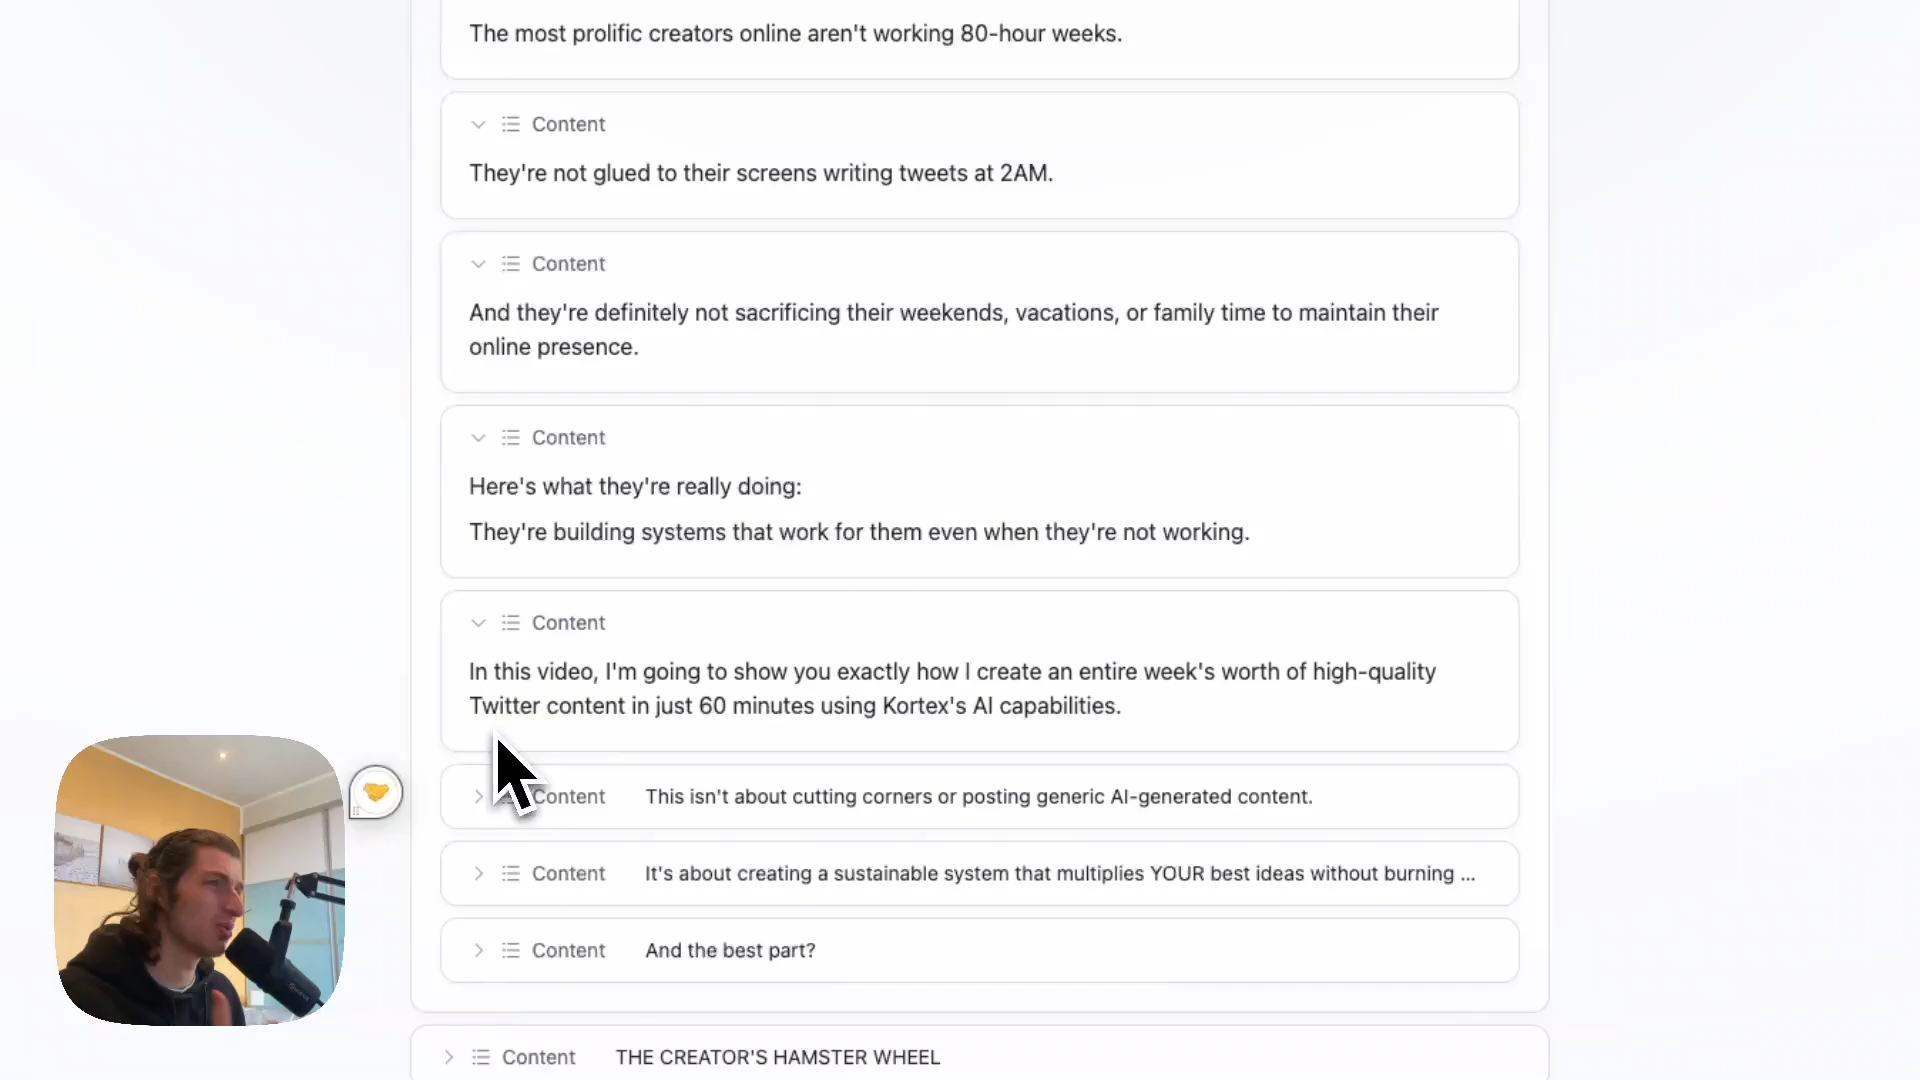 The most prolific creators online aren't working 80-hour weeks.
Content
They're not glued to their screens writing tweets at 2AM.
Content
And they're definitely not sacrificing their weekends, vacations, or family time to maintain their
online presence.
Content
Here's what they're really doing:
They're building systems that work for them even when they're not working.
Content
In this video, I'm going to show you exactly how I create an entire week's worth of high-quality
Twitter content in just 60 minutes using Kortex's AI capabilities.
Content This isn't about cutting corners or posting generic AI-generated content.
Content It's about creating a sustainable system that multiplies YOUR best ideas without burning ...
Content And the best part?
Content THE CREATOR'S HAMSTER WHEEL